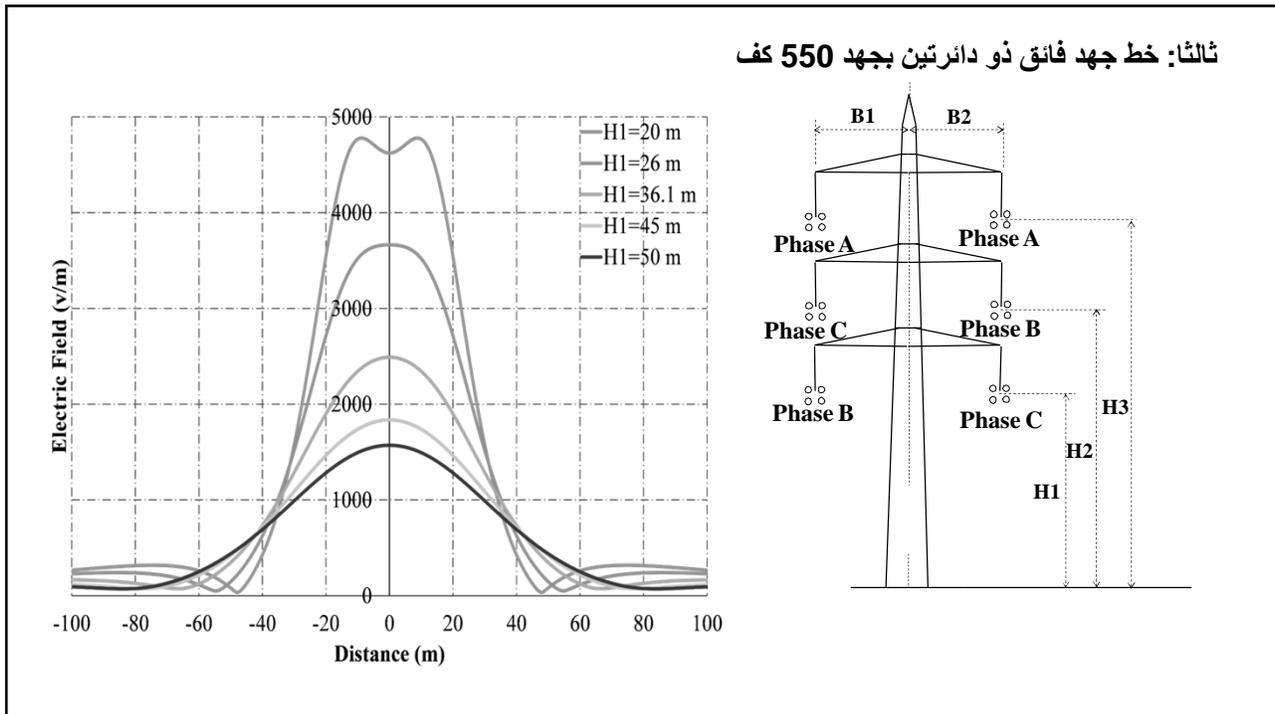 ثالثا: خط جهد فائق ذو دائرتين بجهد 550 كف
5000
4000
3000
2000
1000
0
-100 -80 -60 -40 -20 0 20 40 60 80 100
Electric Field (v/m)
Distance (m)
H1=20 m
H1=26 m
H1=36.1 m
H1=45 m
H1=50 m
B1 B2
Phase A Phase A
Phase C Phase B
Phase B Phase C
H3
H2
H1